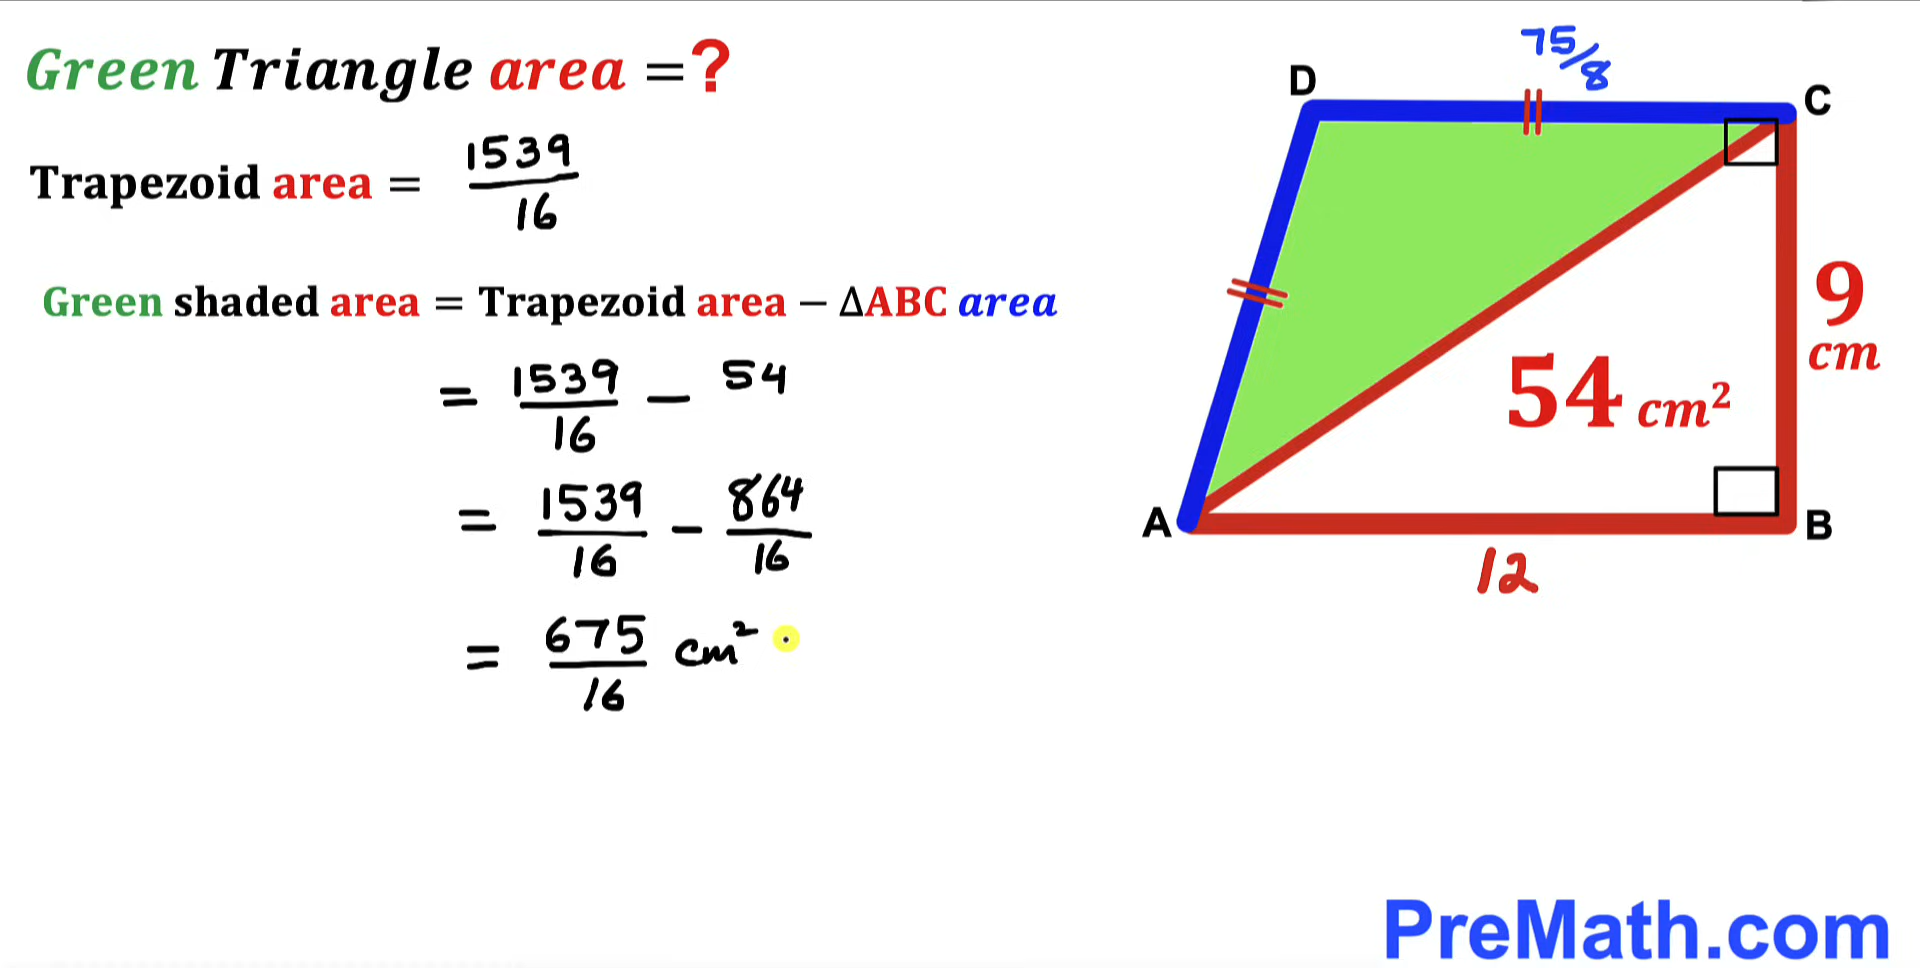 Green Triangle area =?
Trapezoid area = 1539/16
Green shaded area = Trapezoid area − ΔABC area
= 1539/16 − 54
= 1539/16 − 864/16
= 675/16 cm²
75/8
D
C
9
cm
54 cm²
A
B
12
PreMath.com